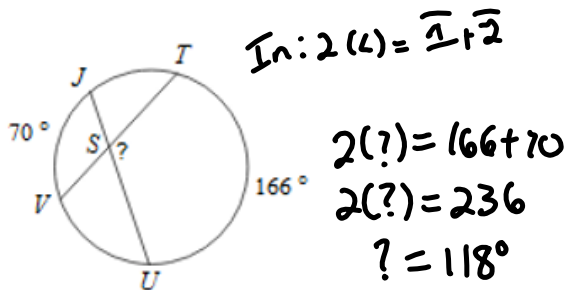 In: 2(∠) = 1̅ + 2̅
T
J
70°
S ?
2(?) = 166+70
V
166°
2(?) = 236
U
? = 118°